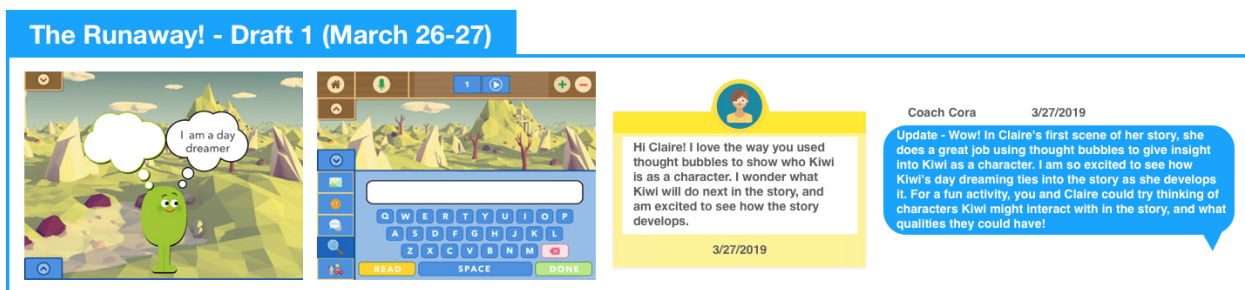 The Runaway! - Draft 1 (March 26-27)
I am a day
dreamer
1
Q W E R T Y U I O P
A S D F G H J K L
Z X C V B N M
READ SPACE DONE
Hi Claire! I love the way you used
thought bubbles to show who Kiwi
is as a character. I wonder what
Kiwi will do next in the story, and
am excited to see how the story
develops.
3/27/2019
Coach Cora 3/27/2019
Update - Wow! In Claire's first scene of her story, she
does a great job using thought bubbles to give insight
into Kiwi as a character. I am so excited to see how
Kiwi's day dreaming ties into the story as she develops
it. For a fun activity, you and Claire could try thinking of
characters Kiwi might interact with in the story, and what
qualities they could have!